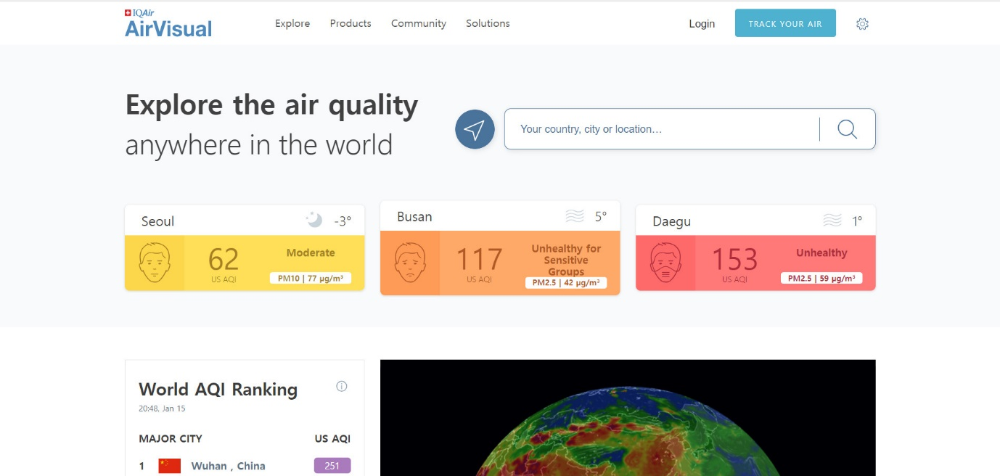 IQAir
AirVisual
Explore
Products
Community
Solutions
Login
TRACK YOUR AIR
Explore the air quality
anywhere in the world
Your country, city or location…
Seoul
-3°
62
US AQI
Moderate
PM10 | 77 µg/m³
Busan
5°
117
US AQI
Unhealthy for
Sensitive
Groups
PM2.5 | 42 µg/m³
Daegu
1°
153
US AQI
Unhealthy
PM2.5 | 59 µg/m³
World AQI Ranking
20:48, Jan 15
MAJOR CITY US AQI
1 Wuhan , China 251